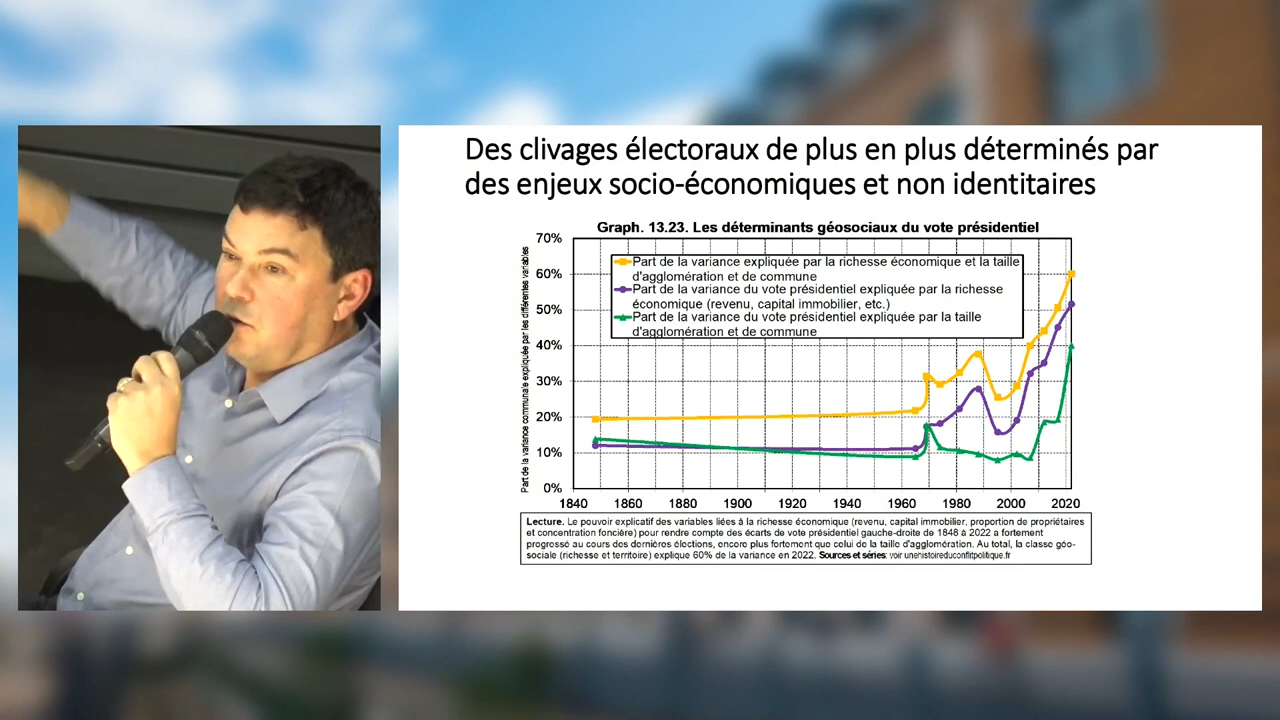 Des clivages électoraux de plus en plus déterminés par
des enjeux socio-économiques et non identitaires
Graph. 13.23. Les déterminants géosociaux du vote présidentiel
Part de la variance communale expliquée par les différentes variables
70%
60%
50%
40%
30%
20%
10%
0%
Part de la variance expliquée par la richesse économique et la taille
d'agglomération et de commune
Part de la variance du vote présidentiel expliquée par la richesse
économique (revenu, capital immobilier, etc.)
Part de la variance du vote présidentiel expliquée par la taille
d'agglomération et de commune
1840 1860 1880 1900 1920 1940 1960 1980 2000 2020
Lecture. Le pouvoir explicatif des variables liées à la richesse économique (revenu, capital immobilier, proportion de propriétaires
et concentration foncière) pour rendre compte des écarts de vote présidentiel gauche-droite de 1848 à 2022 a fortement
progressé au cours des dernières élections, encore plus fortement que celui de la taille d'agglomération. Au total, la classe géo-
sociale (richesse et territoire) explique 60% de la variance en 2022. Sources et séries: voir unehistoireduconflitpolitique.fr